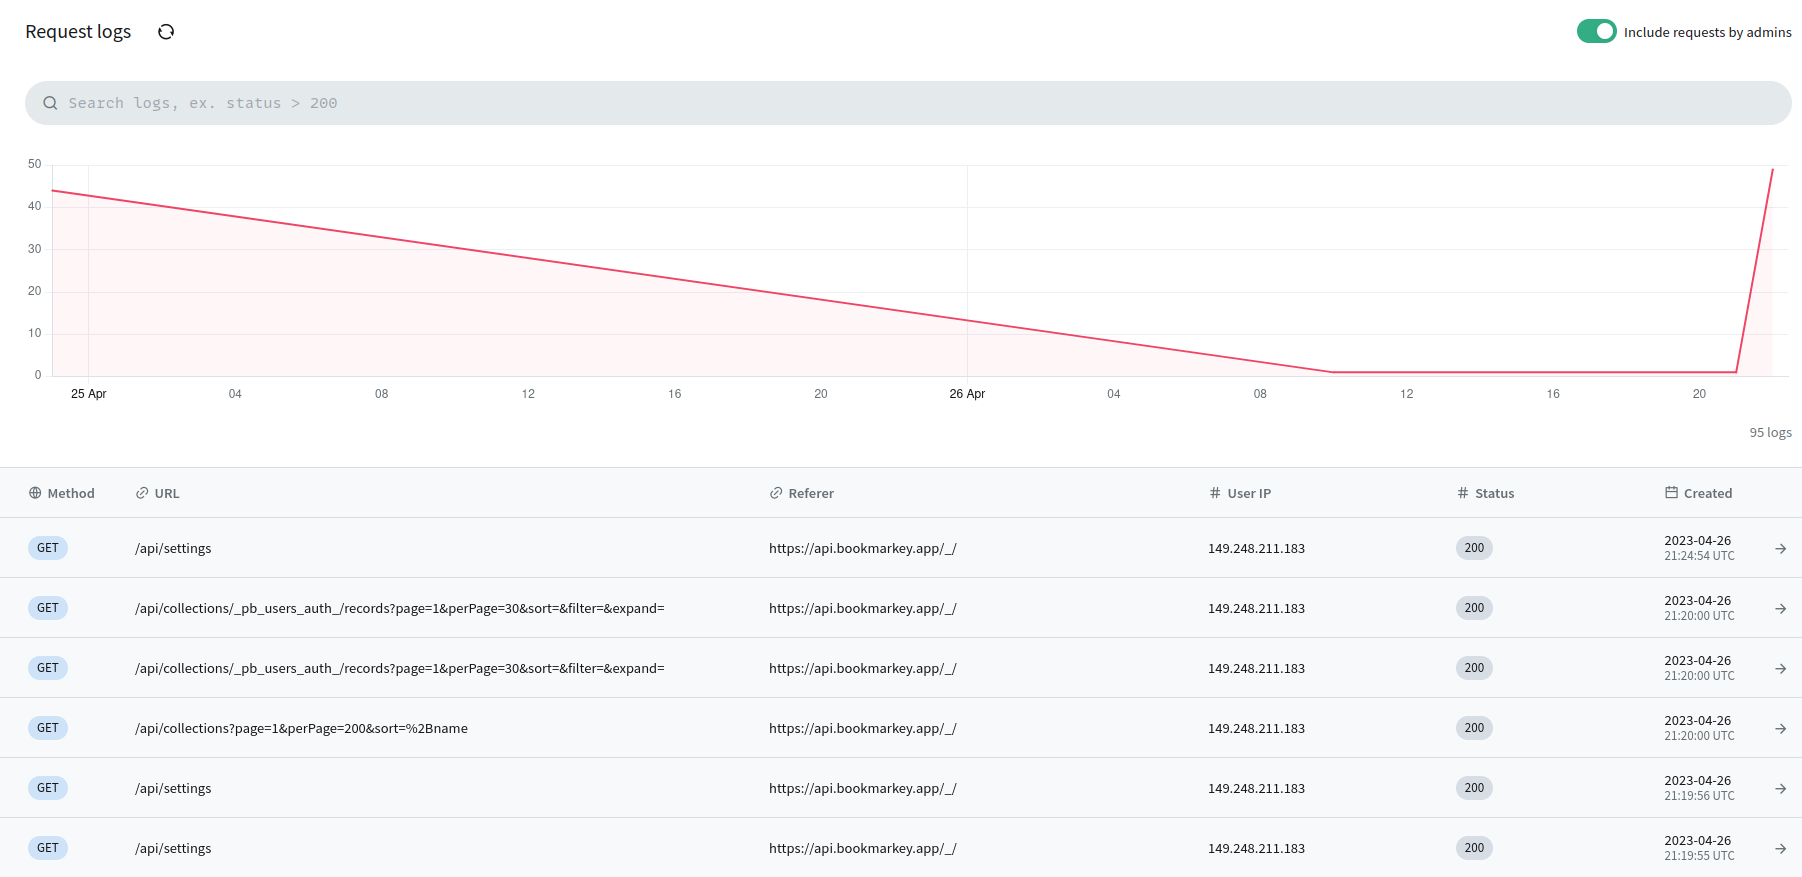 Request logs
Include requests by admins
Search logs, ex. status > 200
50
40
30
20
10
0
25 Apr 04 08 12 16 20 26 Apr 04 08 12 16 20
95 logs
Method URL Referer # User IP # Status Created
GET /api/settings https://api.bookmarkey.app/_/ 149.248.211.183 200 2023-04-26
21:24:54 UTC
GET /api/collections/_pb_users_auth_/records?page=1&perPage=30&sort=&filter=&expand= https://api.bookmarkey.app/_/ 149.248.211.183 200 2023-04-26
21:20:00 UTC
GET /api/collections/_pb_users_auth_/records?page=1&perPage=30&sort=&filter=&expand= https://api.bookmarkey.app/_/ 149.248.211.183 200 2023-04-26
21:20:00 UTC
GET /api/collections?page=1&perPage=200&sort=%2Bname https://api.bookmarkey.app/_/ 149.248.211.183 200 2023-04-26
21:20:00 UTC
GET /api/settings https://api.bookmarkey.app/_/ 149.248.211.183 200 2023-04-26
21:19:56 UTC
GET /api/settings https://api.bookmarkey.app/_/ 149.248.211.183 200 2023-04-26
21:19:55 UTC